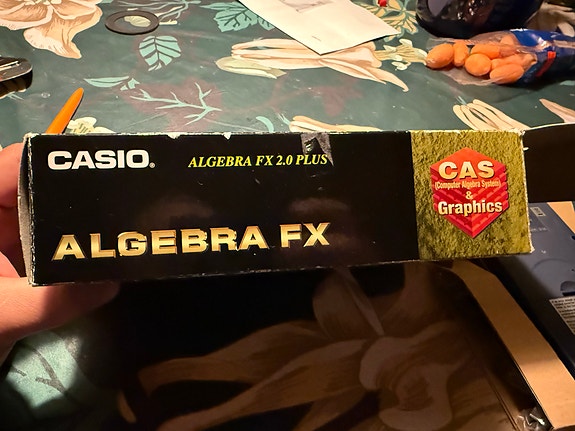 CASIO®
ALGEBRA FX 2.0 PLUS
ALGEBRA FX
CAS
(Computer Algebra System)
&
Graphics